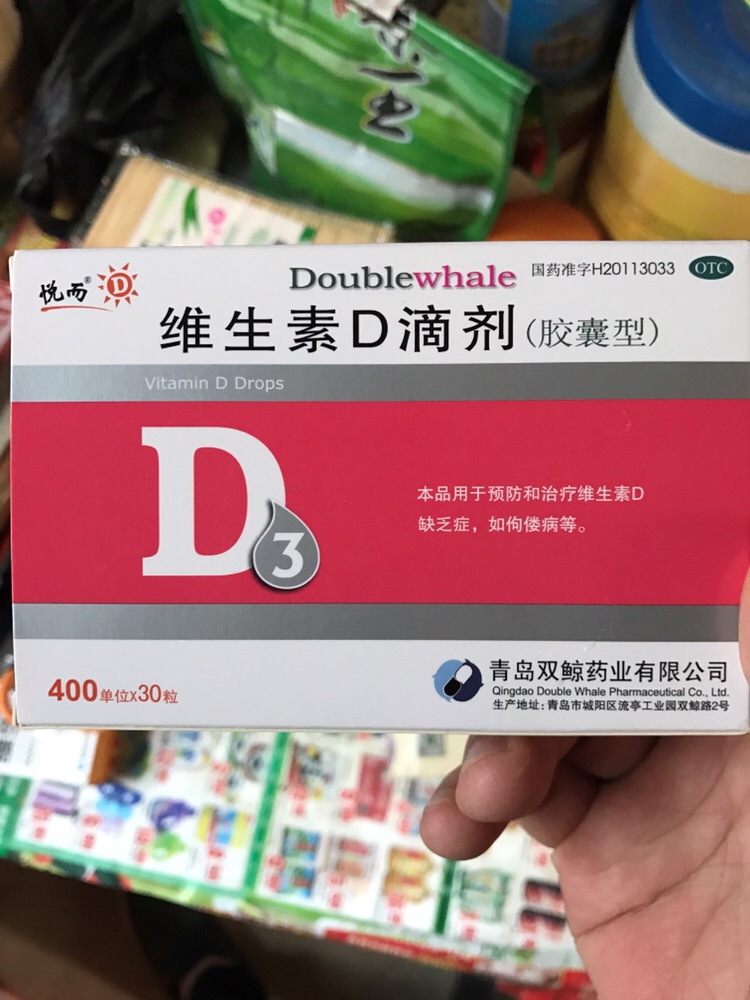 悦而® D
Doublewhale
国药准字H20113033 OTC
维生素D滴剂(胶囊型)
Vitamin D Drops
D3
本品用于预防和治疗维生素D
缺乏症，如佝偻病等。
400单位x30粒
青岛双鲸药业有限公司
Qingdao Double Whale Pharmaceutical Co., Ltd.
生产地址：青岛市城阳区流亭工业园双鲸路2号